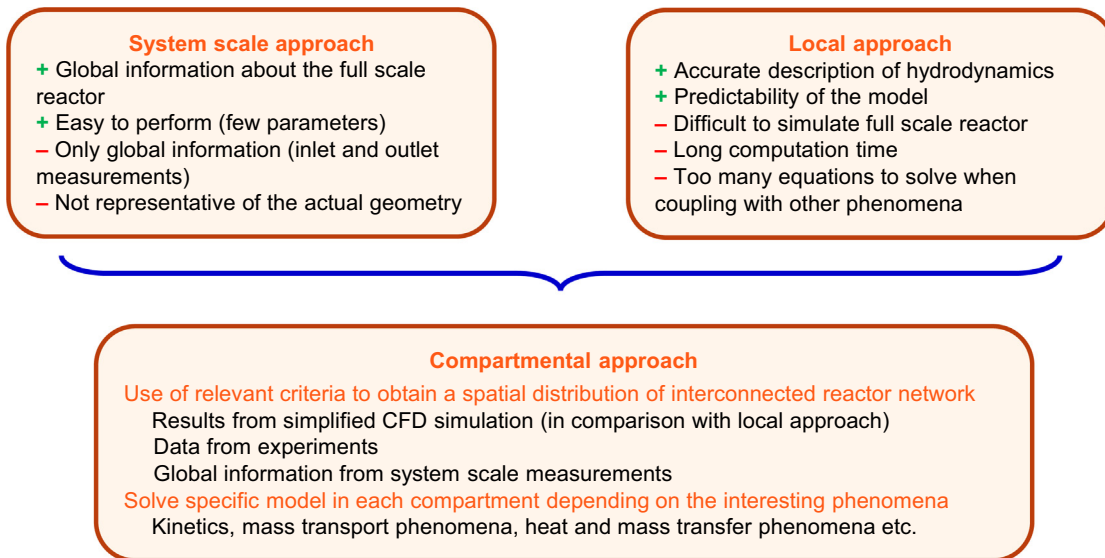 System scale approach
+ Global information about the full scale
reactor
+ Easy to perform (few parameters)
– Only global information (inlet and outlet
measurements)
– Not representative of the actual geometry
Local approach
+ Accurate description of hydrodynamics
+ Predictability of the model
– Difficult to simulate full scale reactor
– Long computation time
– Too many equations to solve when
coupling with other phenomena
Compartmental approach
Use of relevant criteria to obtain a spatial distribution of interconnected reactor network
Results from simplified CFD simulation (in comparison with local approach)
Data from experiments
Global information from system scale measurements
Solve specific model in each compartment depending on the interesting phenomena
Kinetics, mass transport phenomena, heat and mass transfer phenomena etc.